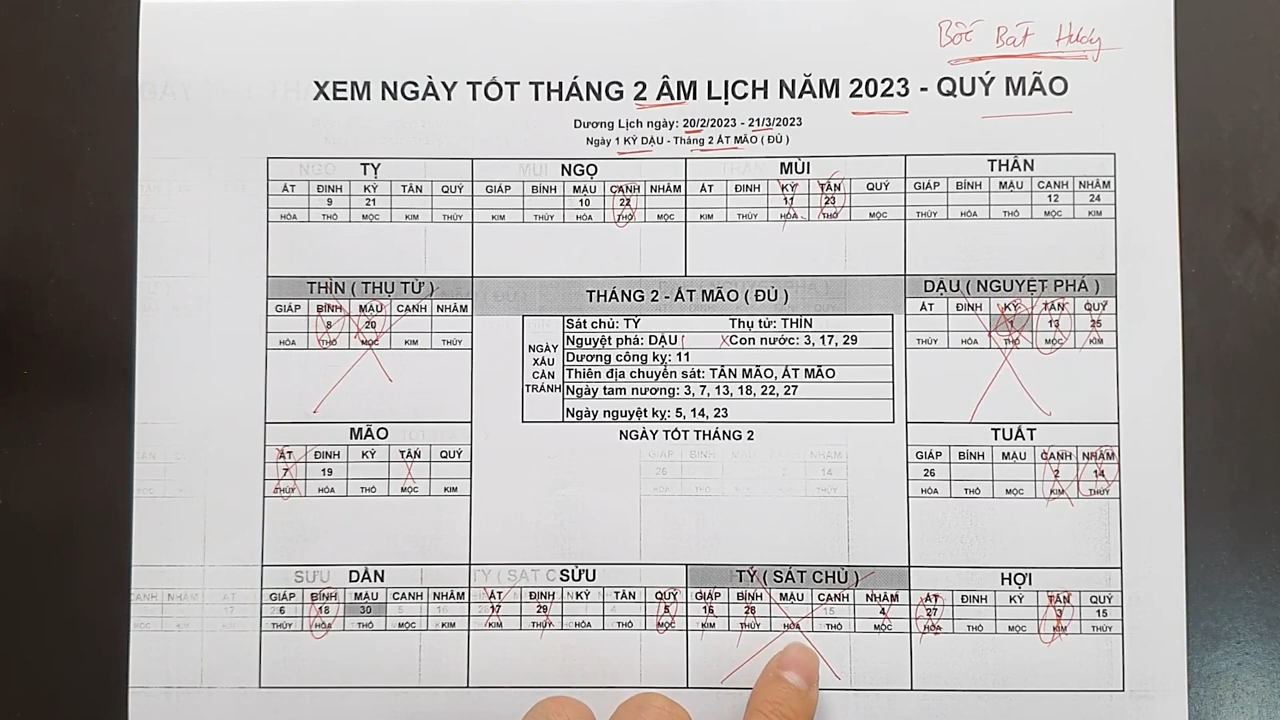 Bốc Bát Hương
XEM NGÀY TỐT THÁNG 2 ÂM LỊCH NĂM 2023 - QUÝ MÃO
Dương Lịch ngày: 20/2/2023 - 21/3/2023
Ngày 1 KỶ DẬU - Tháng 2 ẤT MÃO ( ĐỦ )
TỴ NGỌ MÙI THÂN
ẤT ĐINH KỶ TÂN QUÝ GIÁP BÍNH MẬU CANH NHÂM ẤT ĐINH KỶ TÂN QUÝ GIÁP BÍNH MẬU CANH NHÂM
9 21 10 22 11 23 12 24
HỎA THỔ MỘC KIM THỦY KIM THỦY HỎA THỔ MỘC KIM THỦY HỎA THỔ MỘC THỦY HỎA THỔ MỘC KIM
THÌN ( THỤ TỬ ) THÁNG 2 - ẤT MÃO ( ĐỦ ) DẬU ( NGUYỆT PHÁ )
GIÁP BÍNH MẬU CANH NHÂM ẤT ĐINH KỶ TÂN QUÝ
8 20 1 13 25
HỎA THỔ MỘC KIM THỦY THỦY HỎA THỔ MỘC KIM
NGÀY XẤU CẦN TRÁNH
Sát chủ: TÝ Thụ tử: THÌN
Nguyệt phá: DẬU Con nước: 3, 17, 29
Dương công kỵ: 11
Thiên địa chuyển sát: TÂN MÃO, ẤT MÃO
Ngày tam nương: 3, 7, 13, 18, 22, 27
Ngày nguyệt kỵ: 5, 14, 23
MÃO NGÀY TỐT THÁNG 2 TUẤT
ẤT ĐINH KỶ TÂN QUÝ GIÁP BÍNH MẬU CANH NHÂM
7 19 26 2 14
THỦY HỎA THỔ MỘC KIM HỎA THỔ MỘC KIM THỦY
DẦN SỬU TÝ ( SÁT CHỦ ) HỢI
GIÁP BÍNH MẬU CANH NHÂM ẤT ĐINH KỶ TÂN QUÝ GIÁP BÍNH MẬU CANH NHÂM ẤT ĐINH KỶ TÂN QUÝ
6 18 30 17 29 5 16 28 4 27 3 15
THỦY HỎA THỔ MỘC KIM KIM THỦY HỎA THỔ MỘC KIM THỦY HỎA THỔ MỘC HỎA THỔ MỘC KIM THỦY